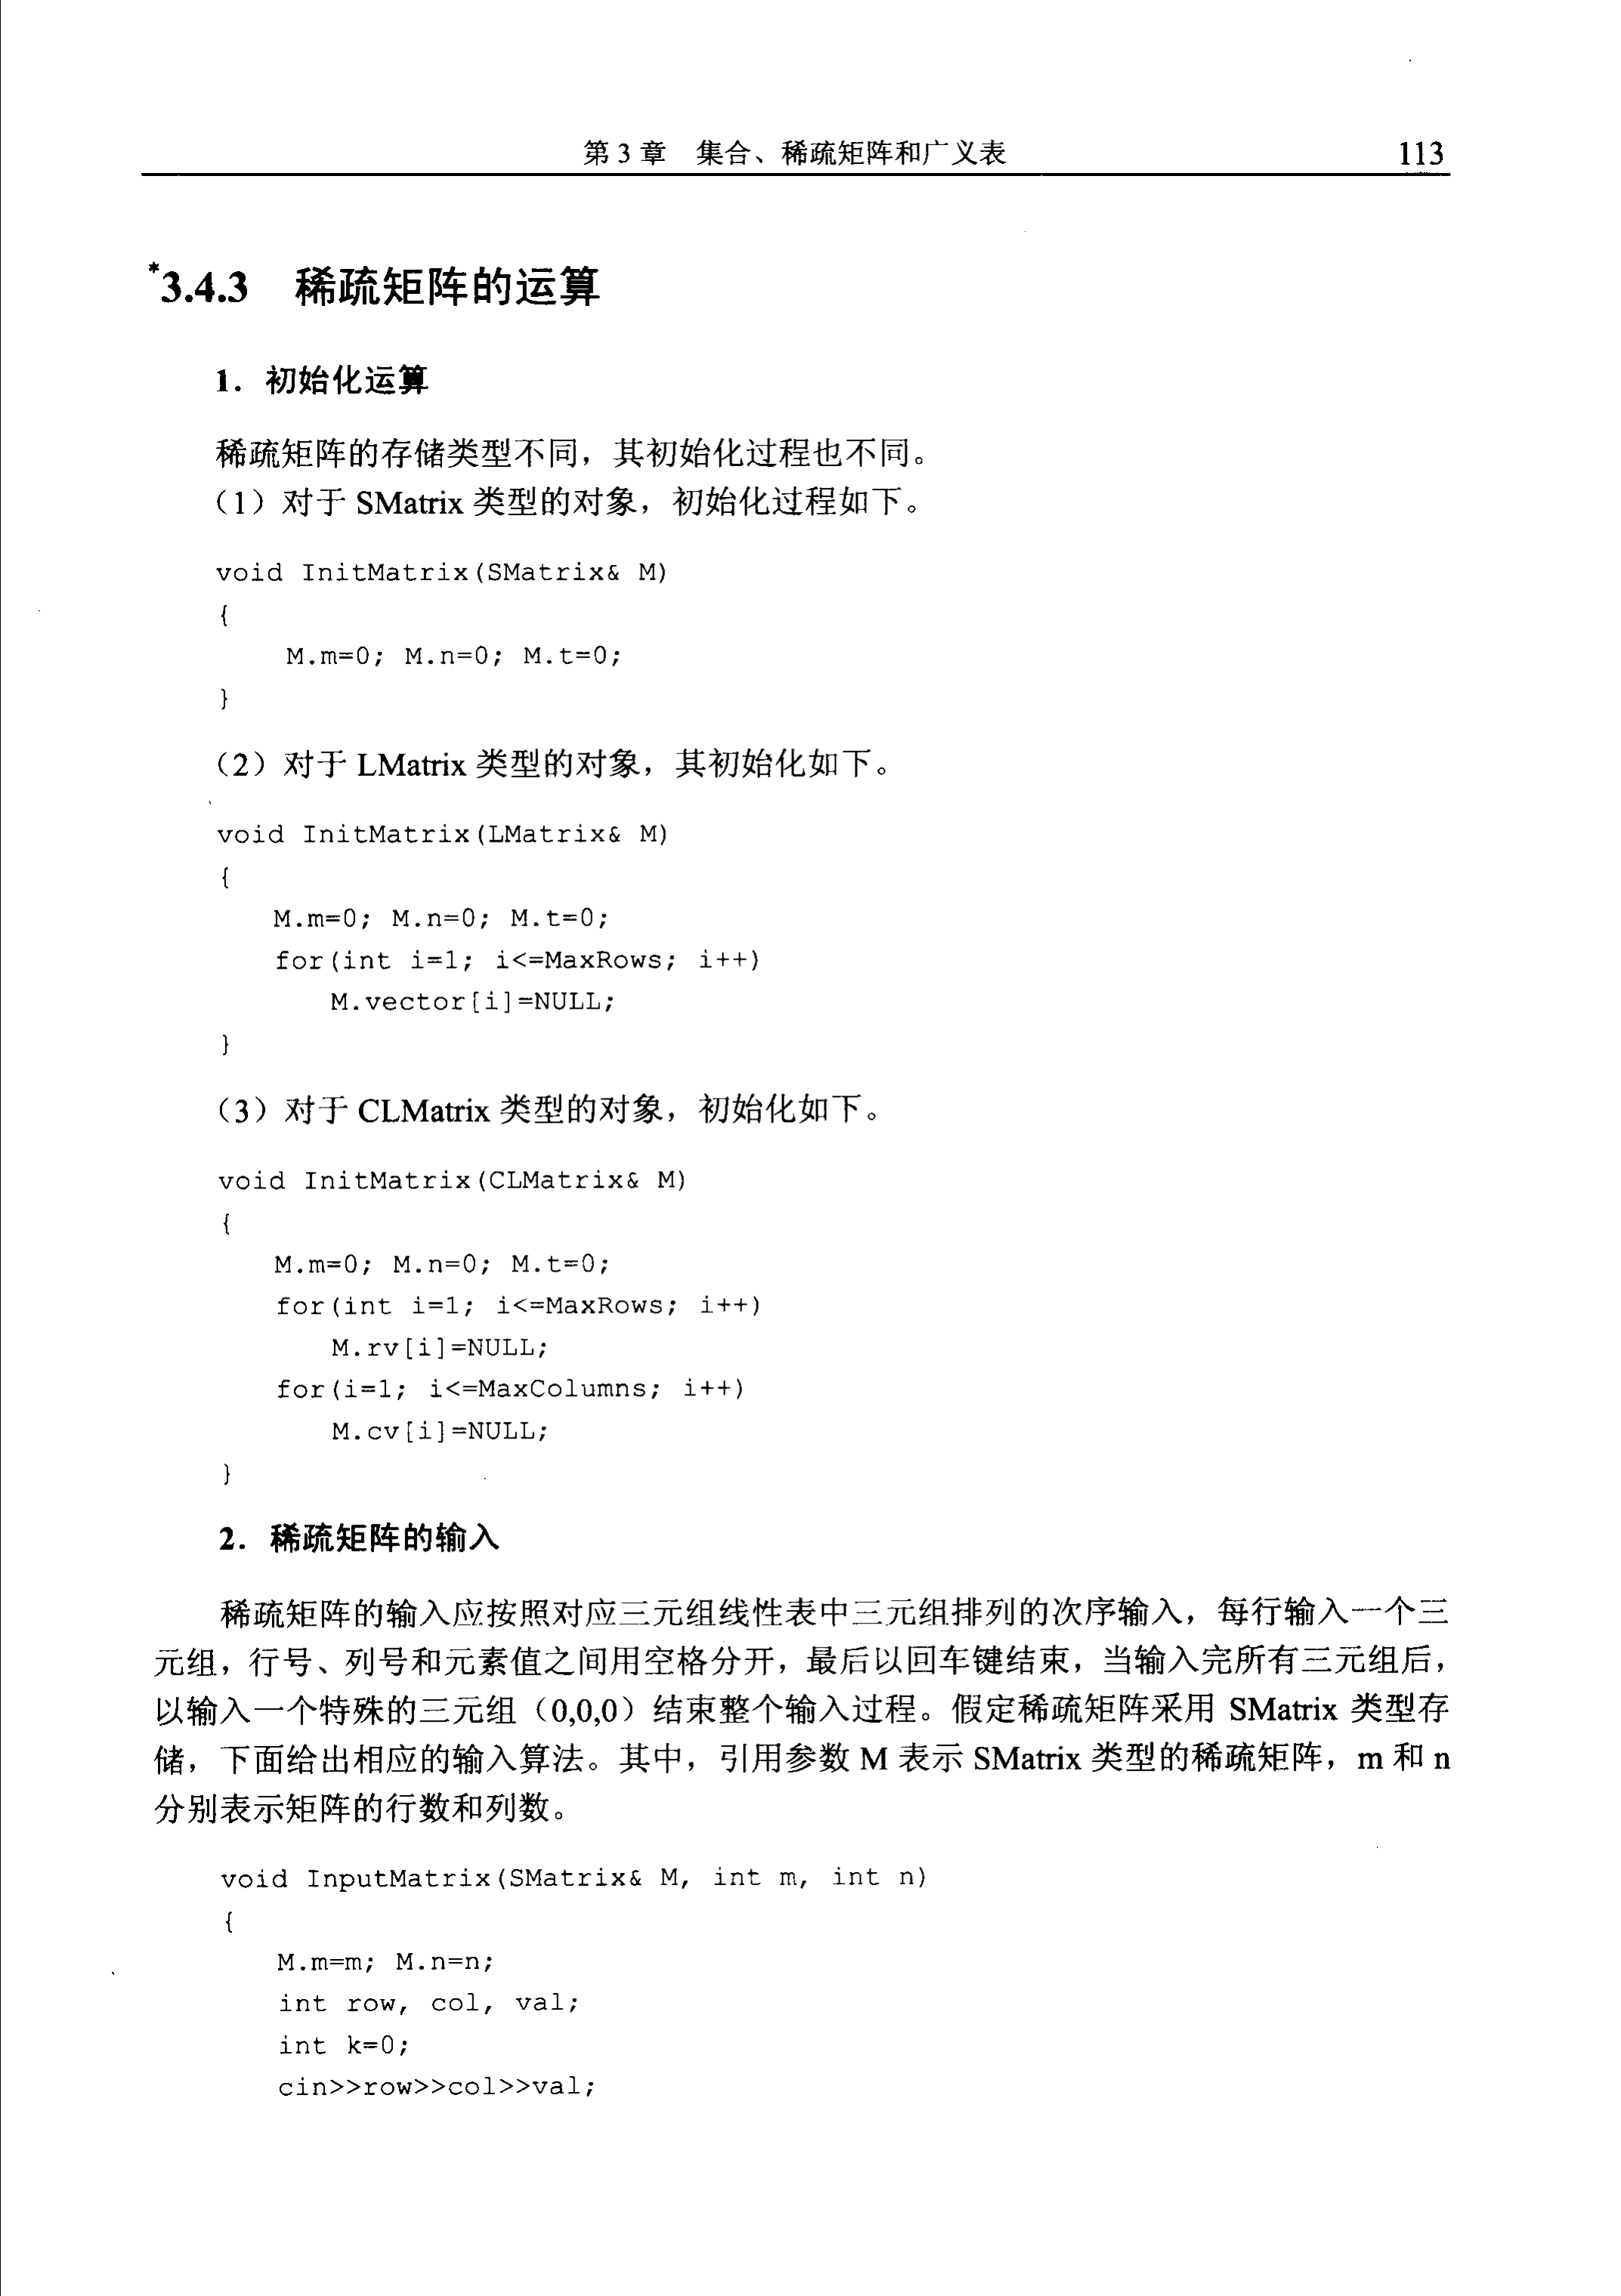 第 3 章　集合、稀疏矩阵和广义表　113
*3.4.3　稀疏矩阵的运算
1．初始化运算
稀疏矩阵的存储类型不同，其初始化过程也不同。
（1）对于 SMatrix 类型的对象，初始化过程如下。
void InitMatrix(SMatrix& M)
{
    M.m=0; M.n=0; M.t=0;
}
（2）对于 LMatrix 类型的对象，其初始化如下。
void InitMatrix(LMatrix& M)
{
    M.m=0; M.n=0; M.t=0;
    for(int i=1; i<=MaxRows; i++)
        M.vector[i]=NULL;
}
（3）对于 CLMatrix 类型的对象，初始化如下。
void InitMatrix(CLMatrix& M)
{
    M.m=0; M.n=0; M.t=0;
    for(int i=1; i<=MaxRows; i++)
        M.rv[i]=NULL;
    for(i=1; i<=MaxColumns; i++)
        M.cv[i]=NULL;
}
2．稀疏矩阵的输入
稀疏矩阵的输入应按照对应三元组线性表中三元组排列的次序输入，每行输入一个三
元组，行号、列号和元素值之间用空格分开，最后以回车键结束，当输入完所有三元组后，
以输入一个特殊的三元组（0,0,0）结束整个输入过程。假定稀疏矩阵采用 SMatrix 类型存
储，下面给出相应的输入算法。其中，引用参数 M 表示 SMatrix 类型的稀疏矩阵，m 和 n
分别表示矩阵的行数和列数。
void InputMatrix(SMatrix& M, int m, int n)
{
    M.m=m; M.n=n;
    int row, col, val;
    int k=0;
    cin>>row>>col>>val;